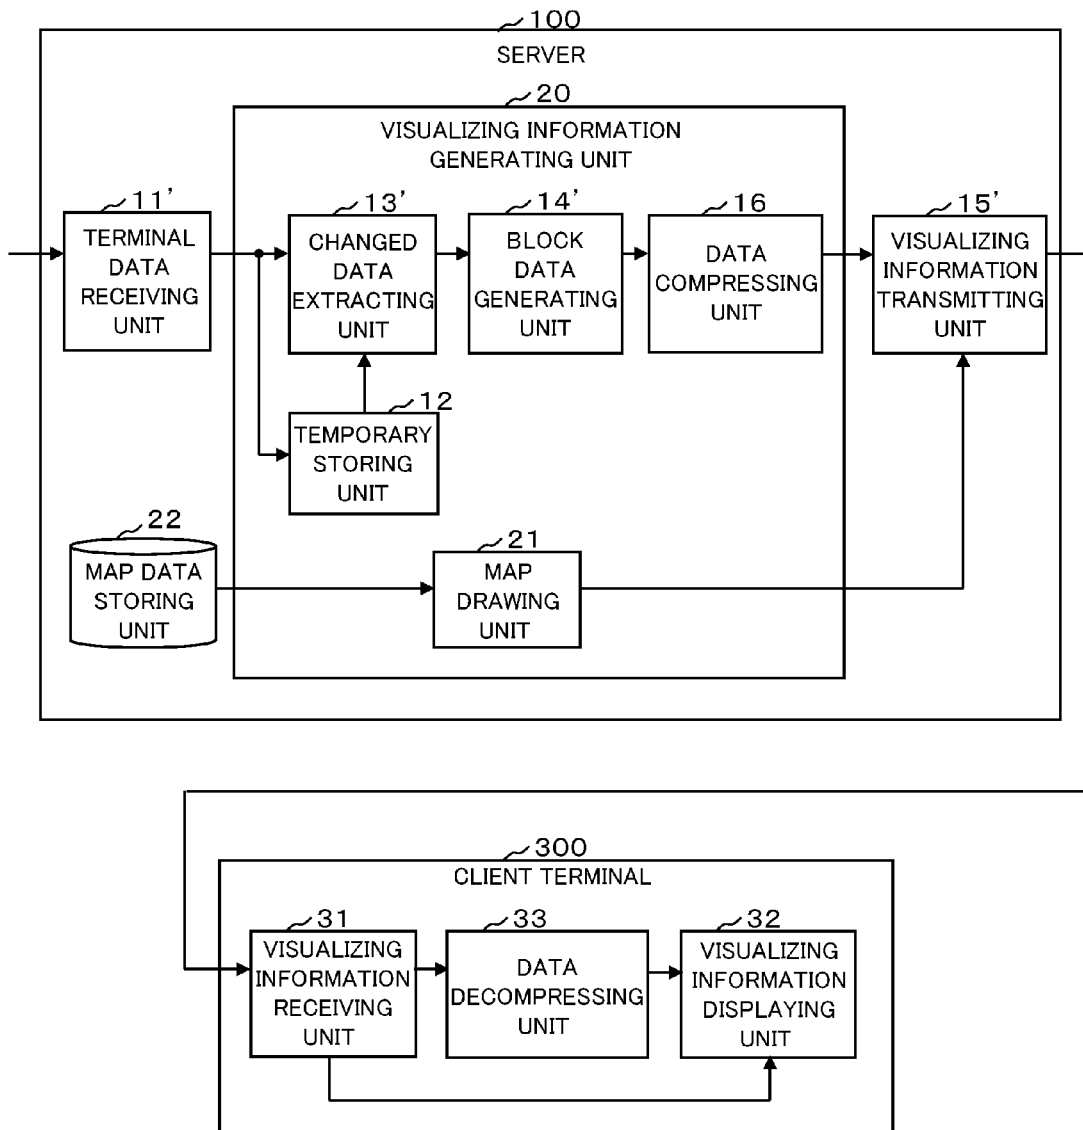 100
SERVER
20
VISUALIZING INFORMATION
GENERATING UNIT
11'
TERMINAL
DATA
RECEIVING
UNIT
13'
CHANGED
DATA
EXTRACTING
UNIT
14'
BLOCK
DATA
GENERATING
UNIT
16
DATA
COMPRESSING
UNIT
15'
VISUALIZING
INFORMATION
TRANSMITTING
UNIT
12
TEMPORARY
STORING
UNIT
22
MAP DATA
STORING
UNIT
21
MAP
DRAWING
UNIT
300
CLIENT TERMINAL
31
VISUALIZING
INFORMATION
RECEIVING
UNIT
33
DATA
DECOMPRESSING
UNIT
32
VISUALIZING
INFORMATION
DISPLAYING
UNIT